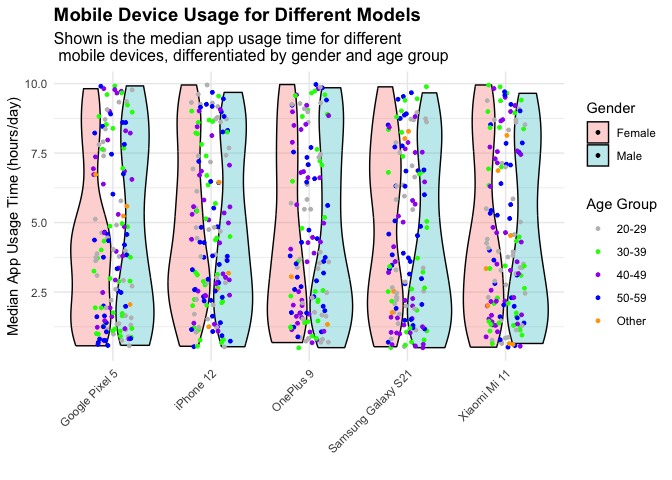 Mobile Device Usage for Different Models
Shown is the median app usage time for different
mobile devices, differentiated by gender and age group
Median App Usage Time (hours/day)
10.0
7.5
5.0
2.5
Google Pixel 5
iPhone 12
OnePlus 9
Samsung Galaxy S21
Xiaomi Mi 11
Gender
Female
Male
Age Group
20-29
30-39
40-49
50-59
Other